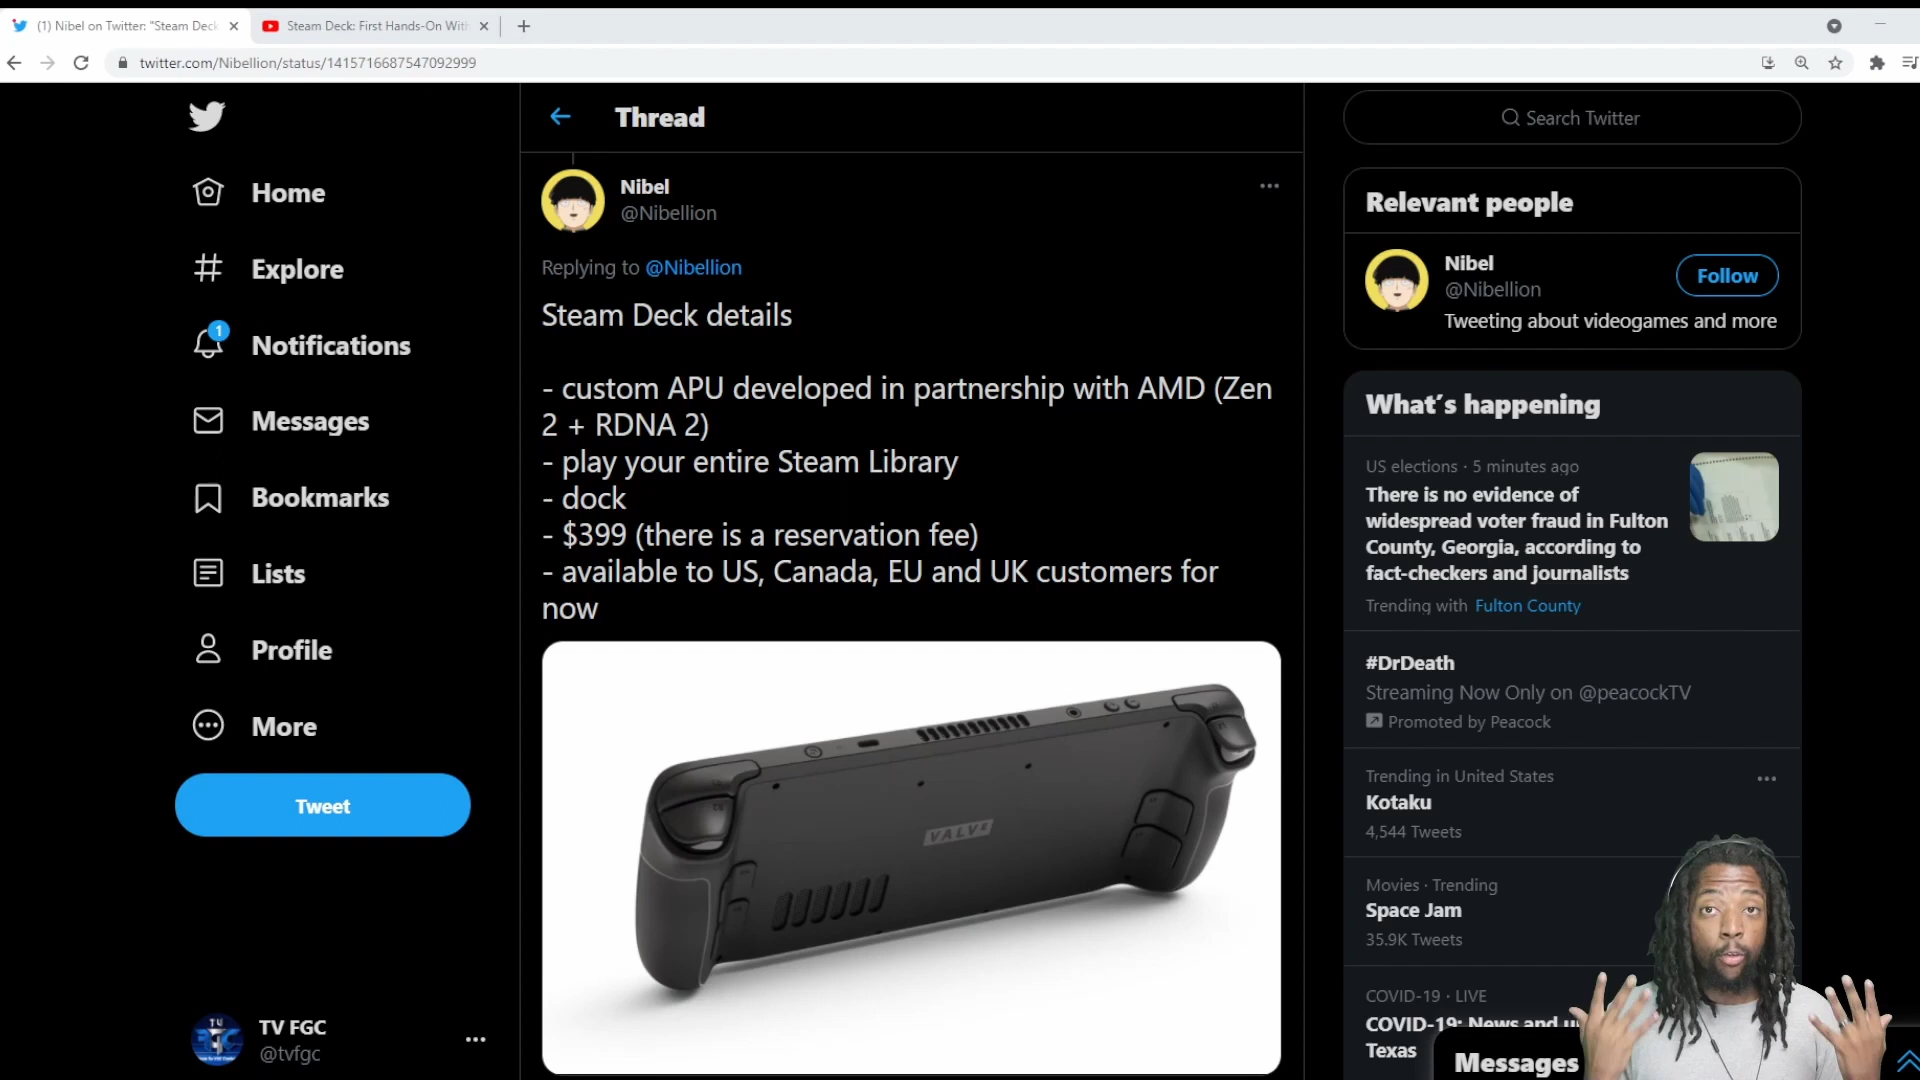 (1) Nibel on Twitter: "Steam Deck
Steam Deck: First Hands-On With
twitter.com/Nibellion/status/1415716687547092999
Home
Explore
1
Notifications
Messages
Bookmarks
Lists
Profile
More
Tweet
TV FGC
@tvfgc
Thread
Nibel
@Nibellion
Replying to @Nibellion
Steam Deck details
- custom APU developed in partnership with AMD (Zen
2 + RDNA 2)
- play your entire Steam Library
- dock
- $399 (there is a reservation fee)
- available to US, Canada, EU and UK customers for
now
VALVE
Search Twitter
Relevant people
Nibel
@Nibellion
Follow
Tweeting about videogames and more
What's happening
US elections · 5 minutes ago
There is no evidence of
widespread voter fraud in Fulton
County, Georgia, according to
fact-checkers and journalists
Trending with Fulton County
#DrDeath
Streaming Now Only on @peacockTV
Promoted by Peacock
Trending in United States
Kotaku
4,544 Tweets
Movies · Trending
Space Jam
35.9K Tweets
COVID-19 · LIVE
COVID-19: News and
Texas
Messages